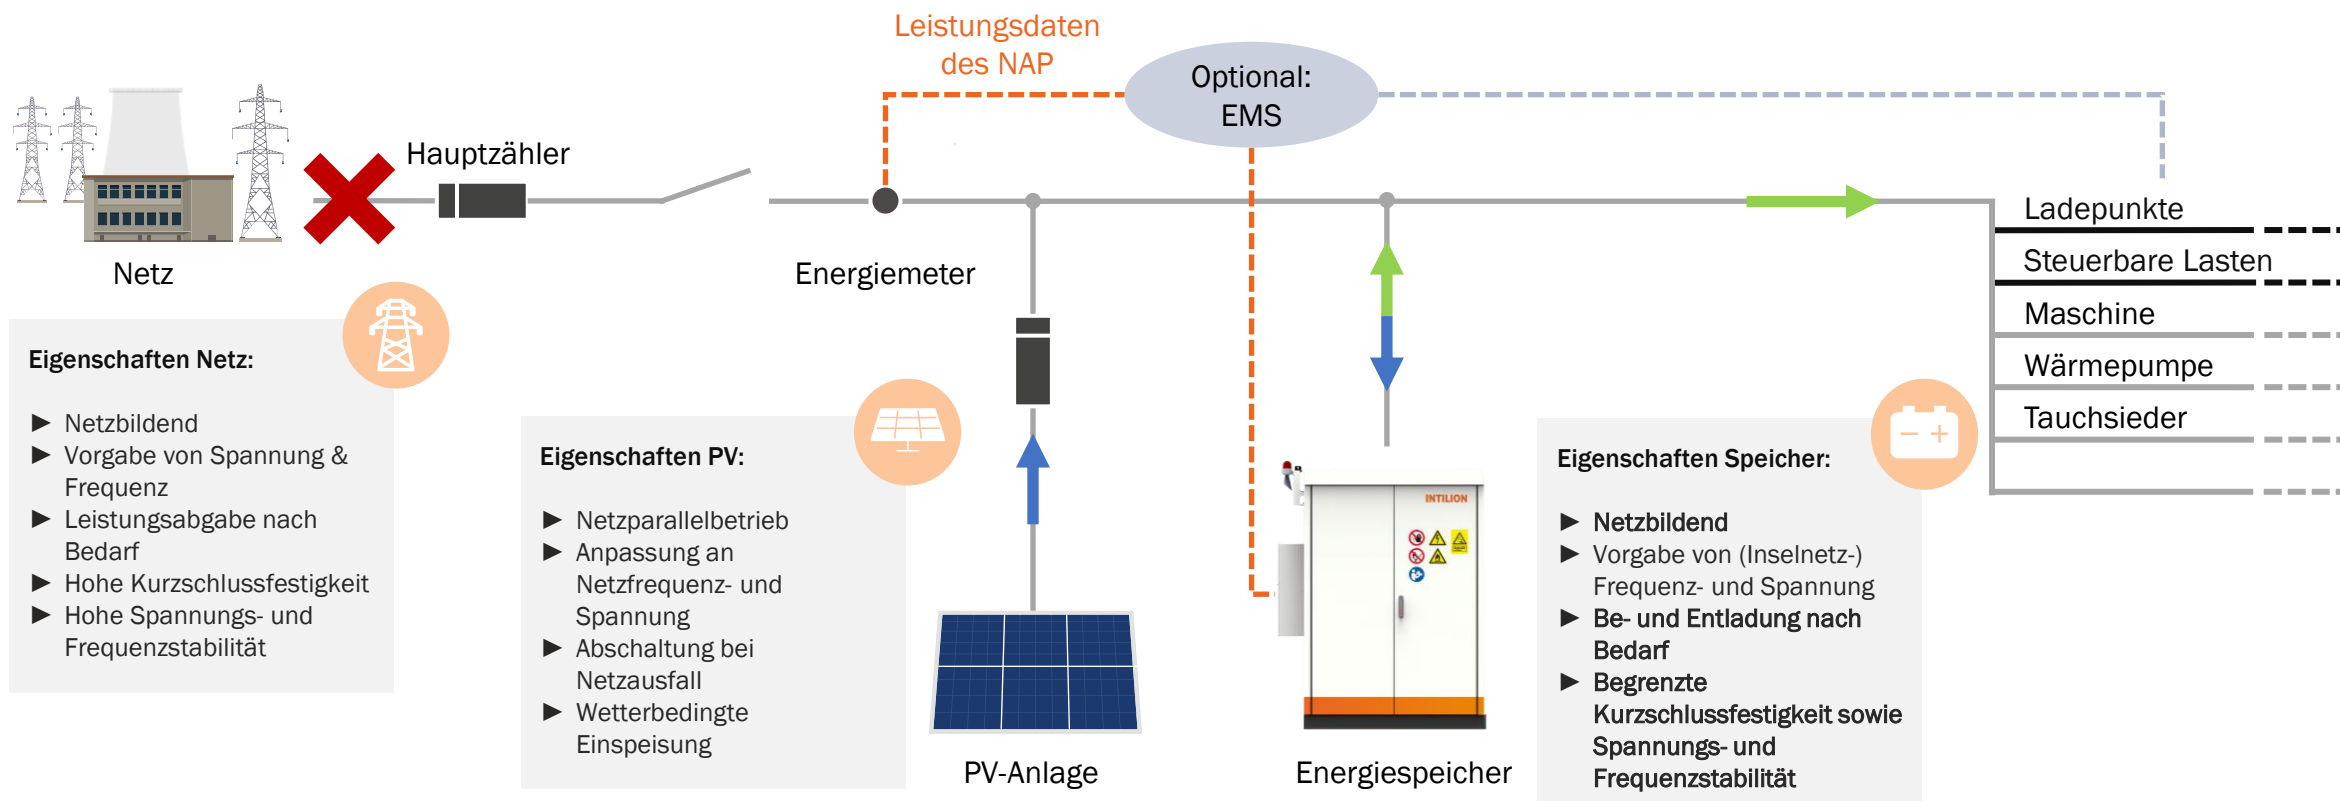 Leistungsdaten
des NAP
Optional:
EMS
Hauptzähler
Netz
Energiemeter
Ladepunkte
Steuerbare Lasten
Maschine
Wärmepumpe
Tauchsieder
Eigenschaften Netz:
► Netzbildend
► Vorgabe von Spannung &
Frequenz
► Leistungsabgabe nach
Bedarf
► Hohe Kurzschlussfestigkeit
► Hohe Spannungs- und
Frequenzstabilität
Eigenschaften PV:
► Netzparallelbetrieb
► Anpassung an
Netzfrequenz- und
Spannung
► Abschaltung bei
Netzausfall
► Wetterbedingte
Einspeisung
PV-Anlage
INTILION
Energiespeicher
Eigenschaften Speicher:
► Netzbildend
► Vorgabe von (Inselnetz-)
Frequenz- und Spannung
► Be- und Entladung nach
Bedarf
► Begrenzte
Kurzschlussfestigkeit sowie
Spannungs- und
Frequenzstabilität